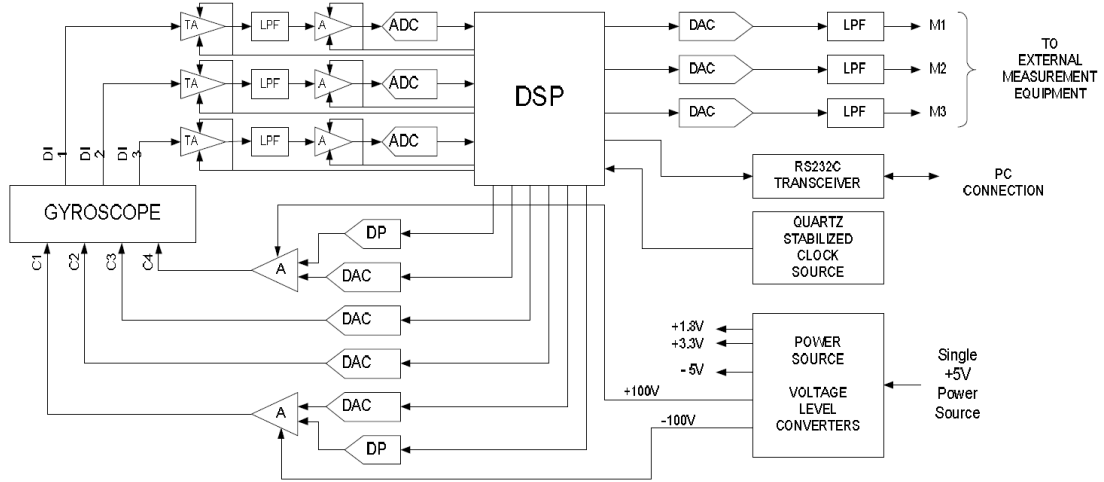 TA
LPF
A
ADC
DAC
LPF
M1
TA
LPF
A
ADC
DSP
DAC
LPF
M2
TO
EXTERNAL
MEASUREMENT
EQUIPMENT
TA
LPF
A
ADC
DAC
LPF
M3
DI 1
DI 2
DI 3
RS232C
TRANSCEIVER
PC
CONNECTION
GYROSCOPE
QUARTZ
STABILIZED
CLOCK
SOURCE
C1
C2
C3
C4
A
DP
DAC
DAC
DAC
A
DAC
DP
+1.8V
+3.3V
- 5V
+100V
-100V
POWER
SOURCE
VOLTAGE
LEVEL
CONVERTERS
Single
+5V
Power
Source